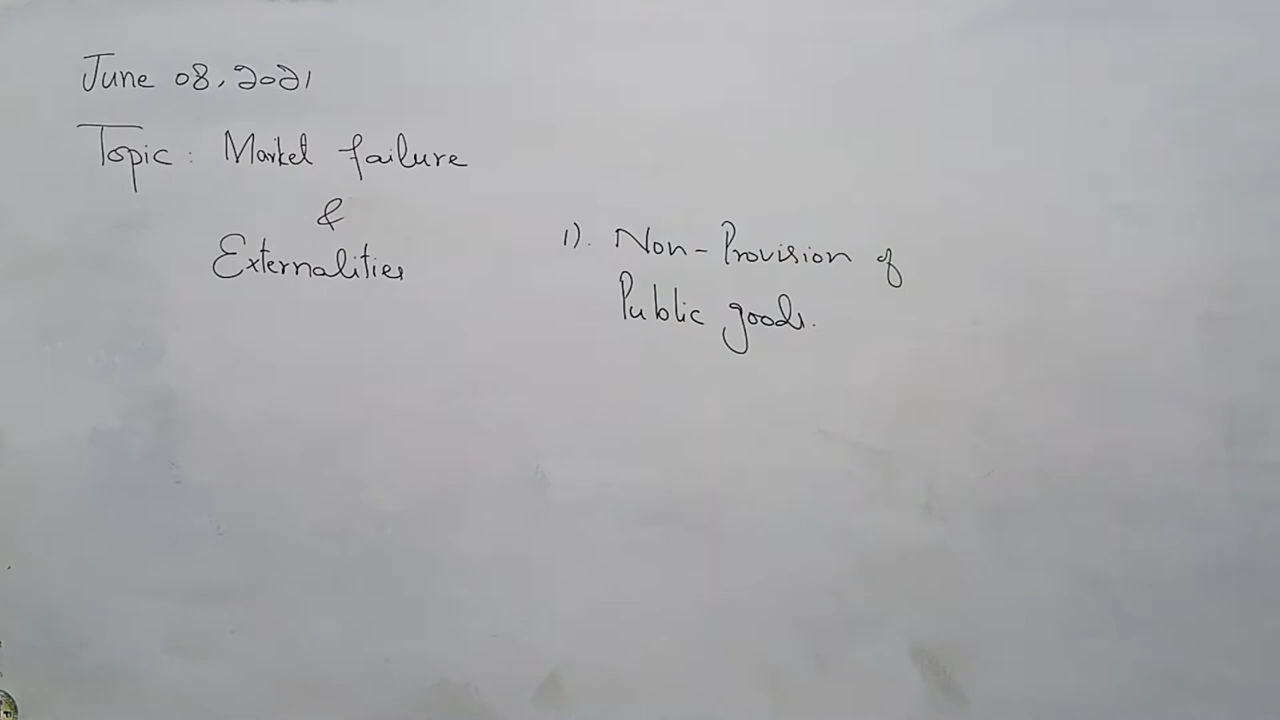 June 08, 2021
Topic: Market failure
&
Externalities
1). Non-Provision of
Public goods.